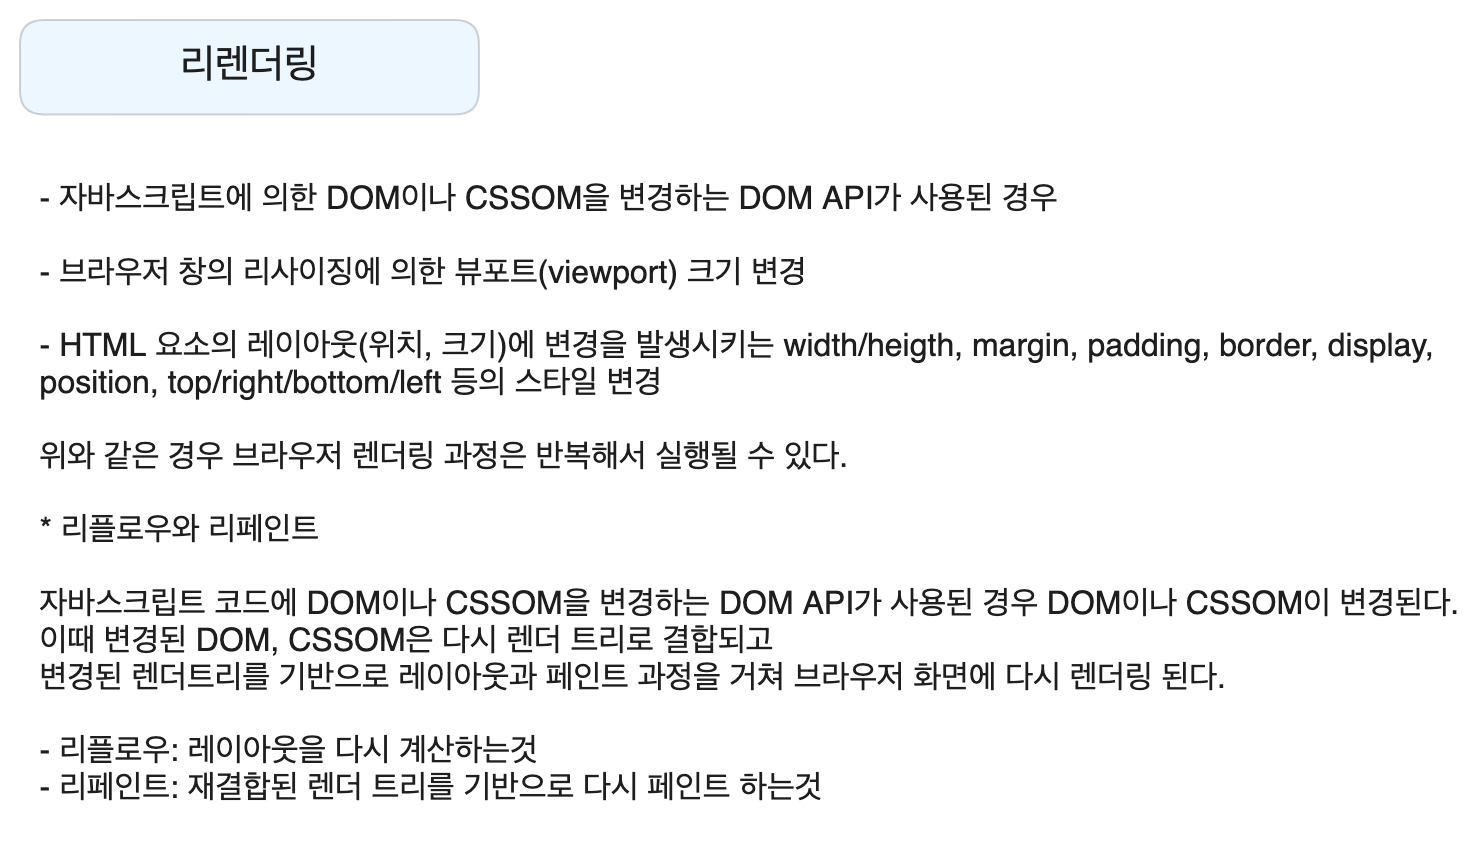 리렌더링
- 자바스크립트에 의한 DOM이나 CSSOM을 변경하는 DOM API가 사용된 경우
- 브라우저 창의 리사이징에 의한 뷰포트(viewport) 크기 변경
- HTML 요소의 레이아웃(위치, 크기)에 변경을 발생시키는 width/heigth, margin, padding, border, display,
position, top/right/bottom/left 등의 스타일 변경
위와 같은 경우 브라우저 렌더링 과정은 반복해서 실행될 수 있다.
* 리플로우와 리페인트
자바스크립트 코드에 DOM이나 CSSOM을 변경하는 DOM API가 사용된 경우 DOM이나 CSSOM이 변경된다.
이때 변경된 DOM, CSSOM은 다시 렌더 트리로 결합되고
변경된 렌더트리를 기반으로 레이아웃과 페인트 과정을 거쳐 브라우저 화면에 다시 렌더링 된다.
- 리플로우: 레이아웃을 다시 계산하는것
- 리페인트: 재결합된 렌더 트리를 기반으로 다시 페인트 하는것